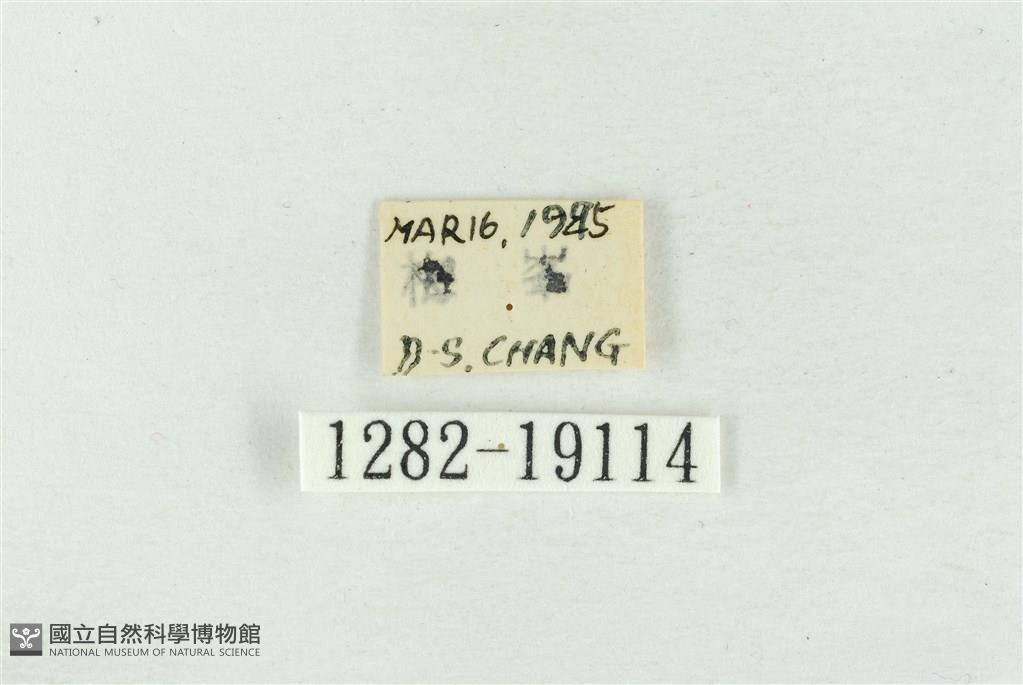 MAR16, 1985
D-S. CHANG
1282-19114
國立自然科學博物館
NATIONAL MUSEUM OF NATURAL SCIENCE